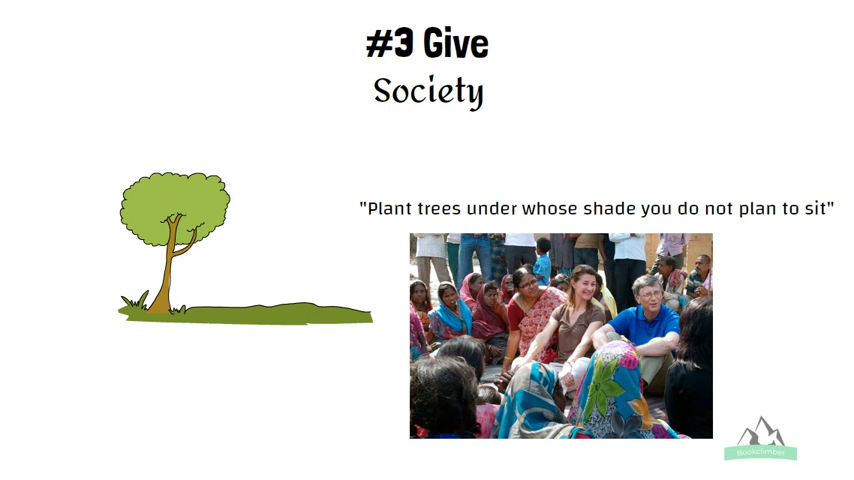 #3 Give
Society
"Plant trees under whose shade you do not plan to sit"
Bookclimber